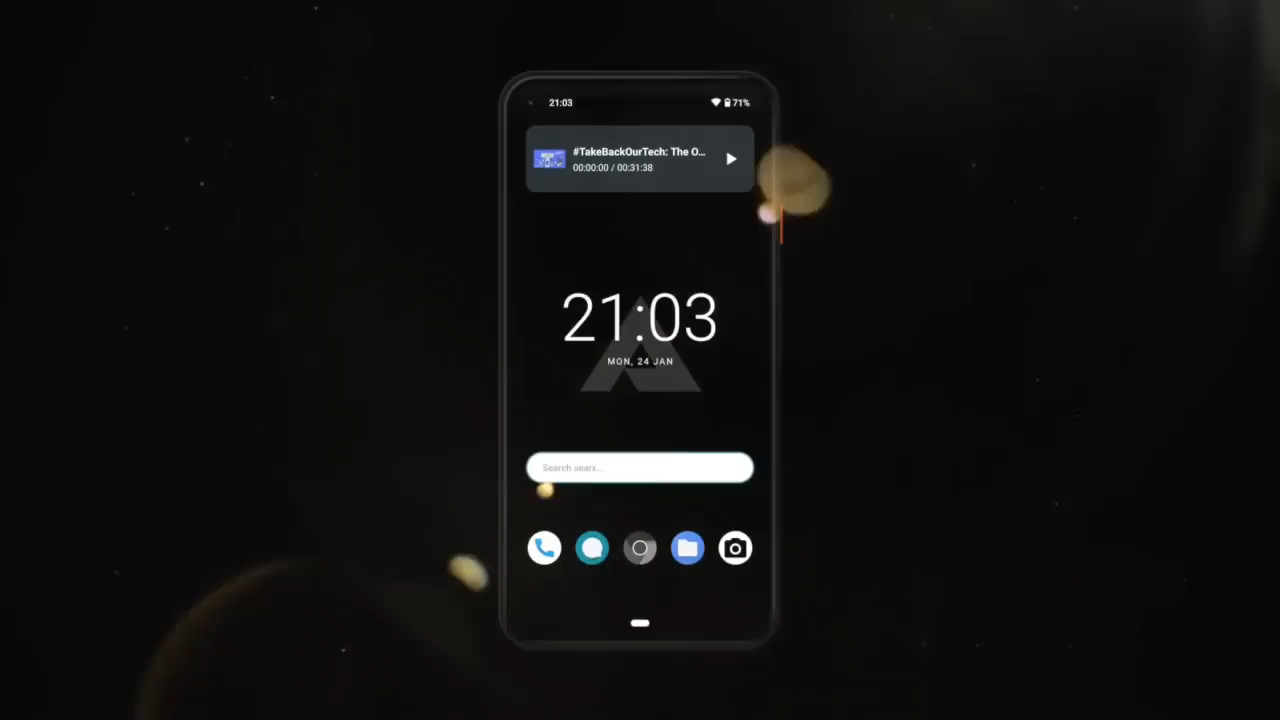 21:03
71%
#TakeBackOurTech: The O...
00:00:00 / 00:31:38
21:03
MON, 24 JAN
Search searx...